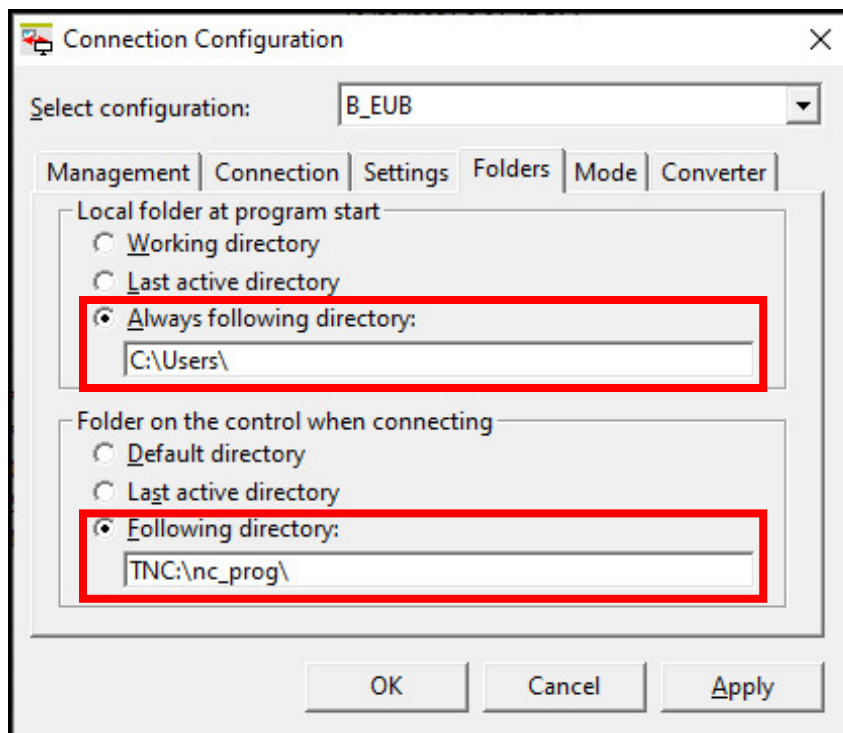 Connection Configuration
Select configuration: B_EUB
Management Connection Settings Folders Mode Converter
Local folder at program start
Working directory
Last active directory
Always following directory:
C:\Users\
Folder on the control when connecting
Default directory
Last active directory
Following directory:
TNC:\nc_prog\
OK Cancel Apply